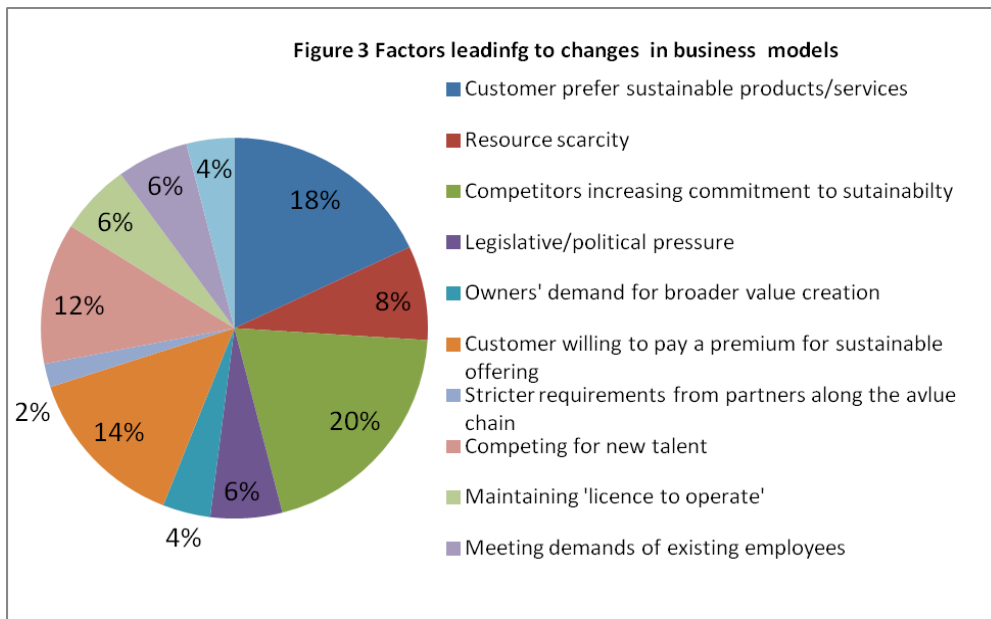 Figure 3 Factors leadinfg to changes in business models
Customer prefer sustainable products/services
Resource scarcity
Competitors increasing commitment to sutainabilty
Legislative/political pressure
Owners' demand for broader value creation
Customer willing to pay a premium for sustainable
offering
Stricter requirements from partners along the avlue
chain
Competing for new talent
Maintaining 'licence to operate'
Meeting demands of existing employees
18%
8%
20%
6%
4%
14%
2%
12%
6%
6%
4%